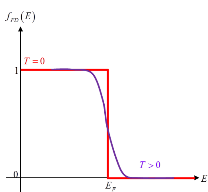 f_FD(E)
T = 0
1
T > 0
0
E_F
E